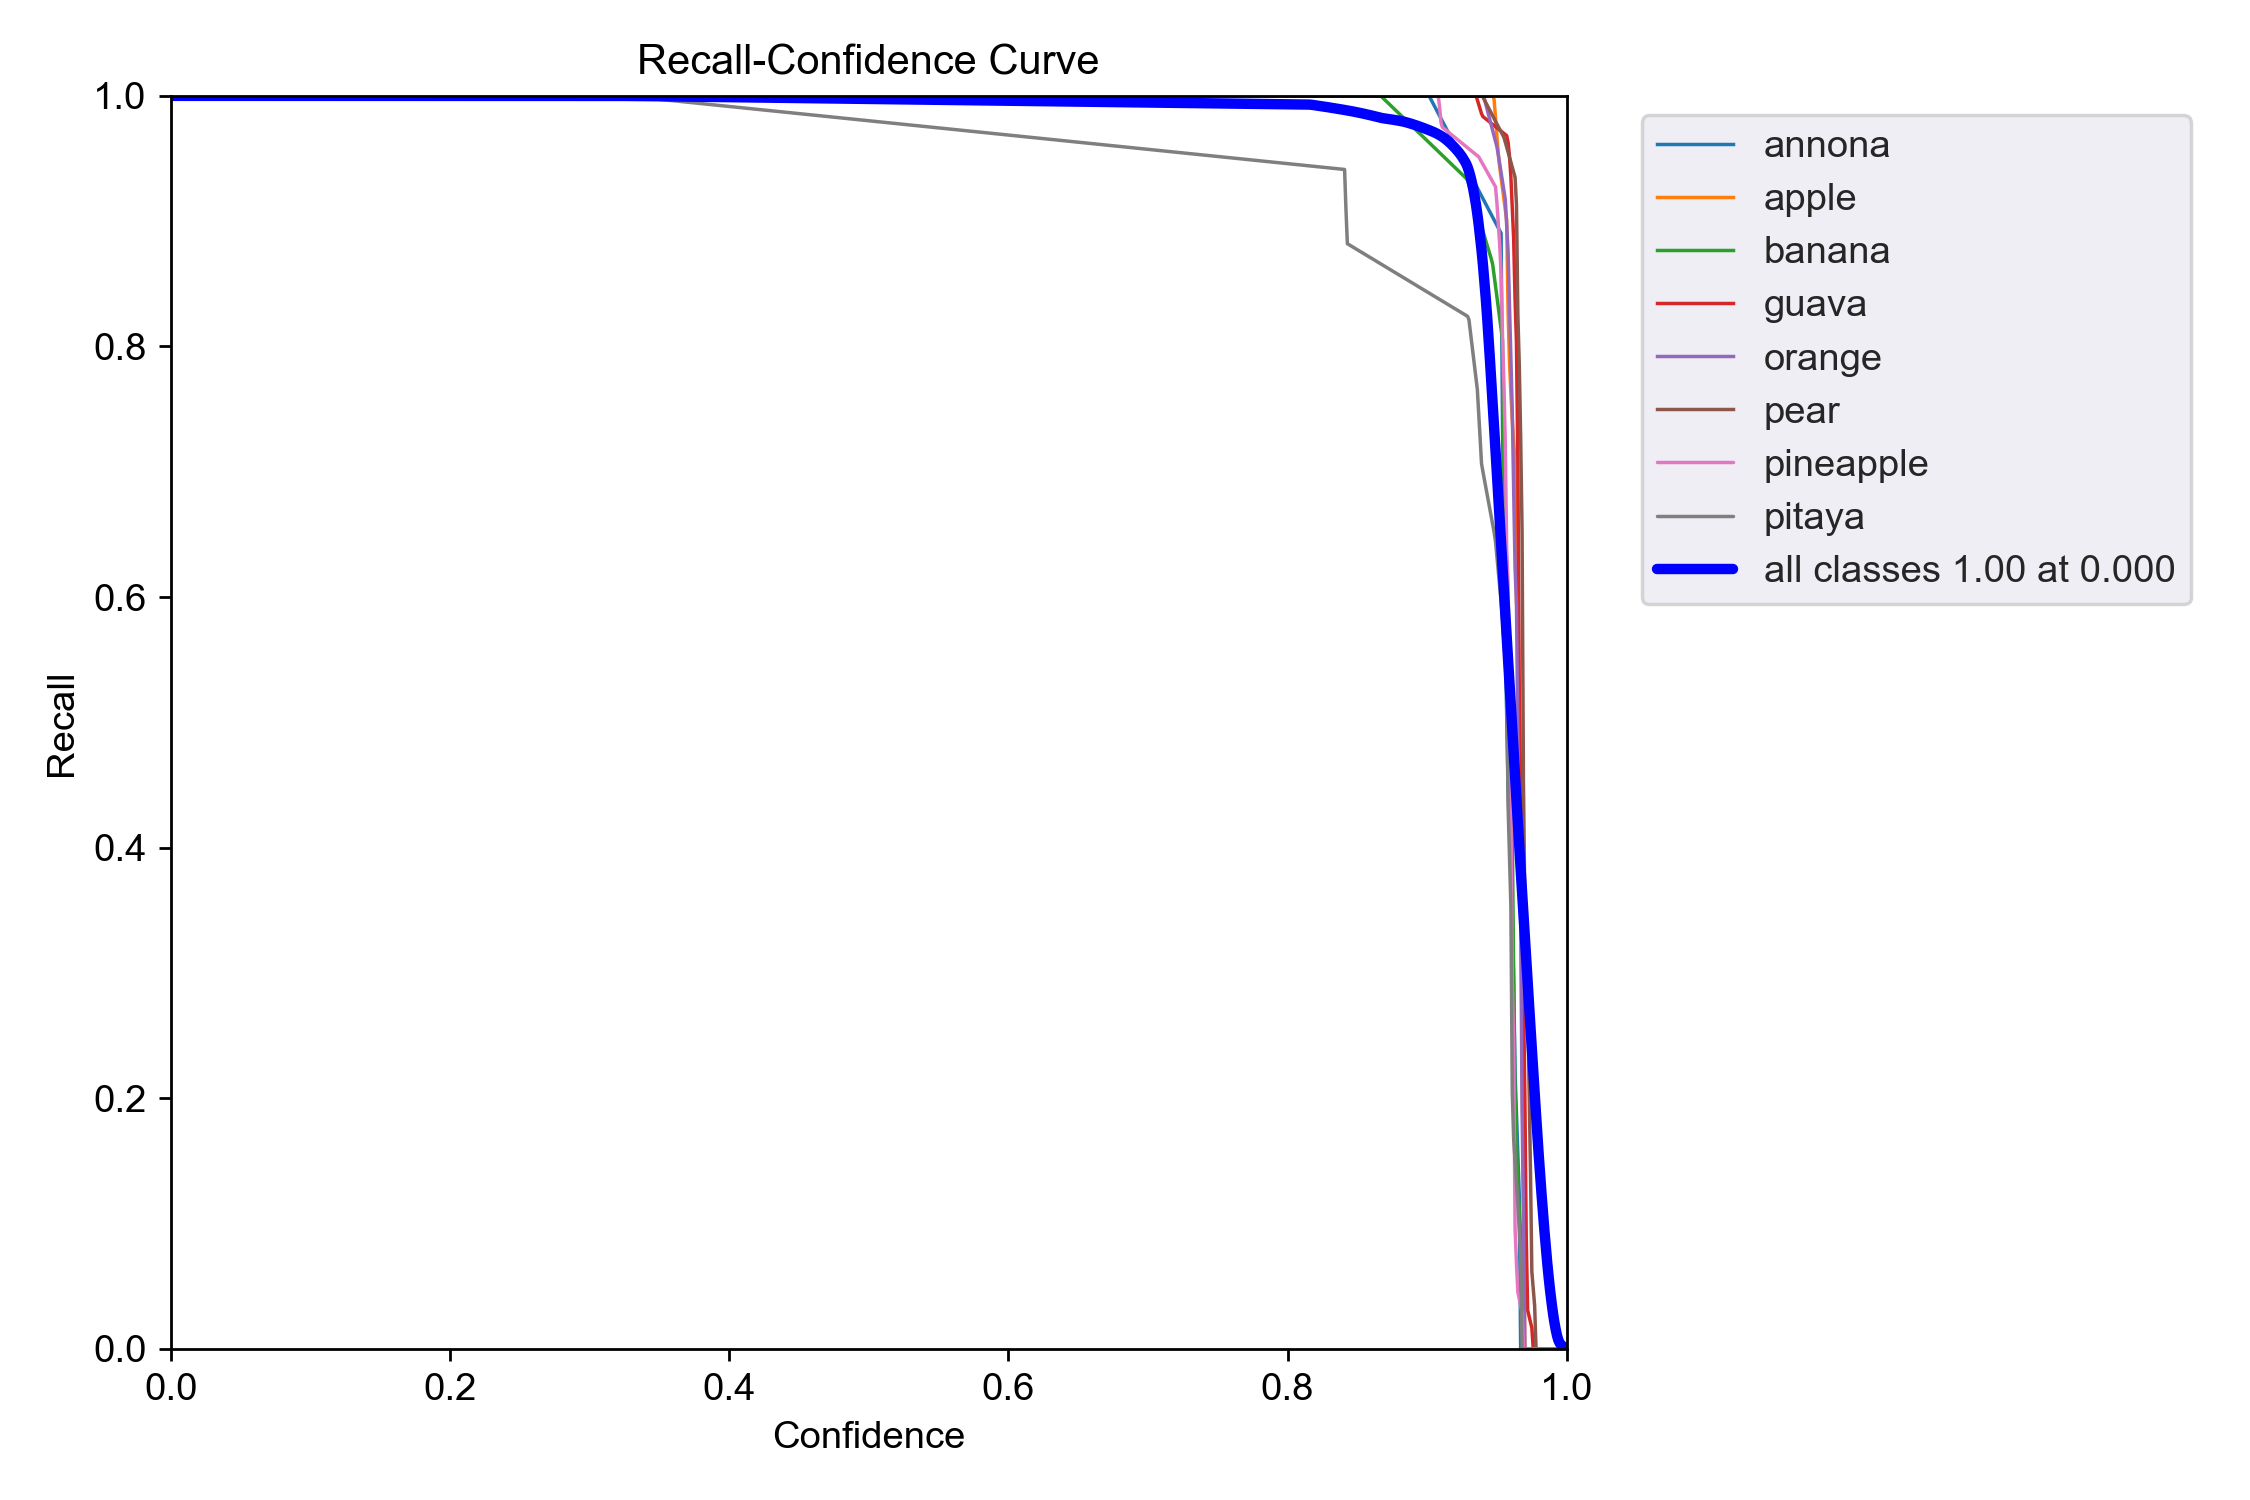 Recall-Confidence Curve
1.0
0.8
0.6
0.4
0.2
0.0
Recall
0.0 0.2 0.4 0.6 0.8 1.0
Confidence
annona
apple
banana
guava
orange
pear
pineapple
pitaya
all classes 1.00 at 0.000